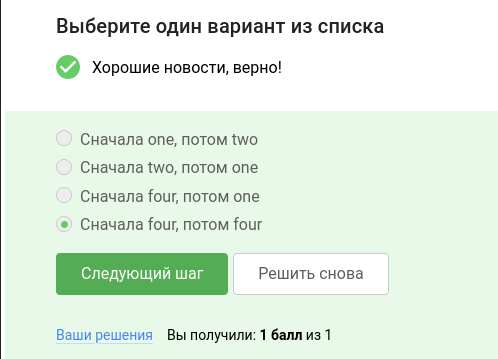 Выберите один вариант из списка
Хорошие новости, верно!
Сначала one, потом two
Сначала two, потом one
Сначала four, потом one
Сначала four, потом four
Следующий шаг
Решить снова
Ваши решения Вы получили: 1 балл из 1